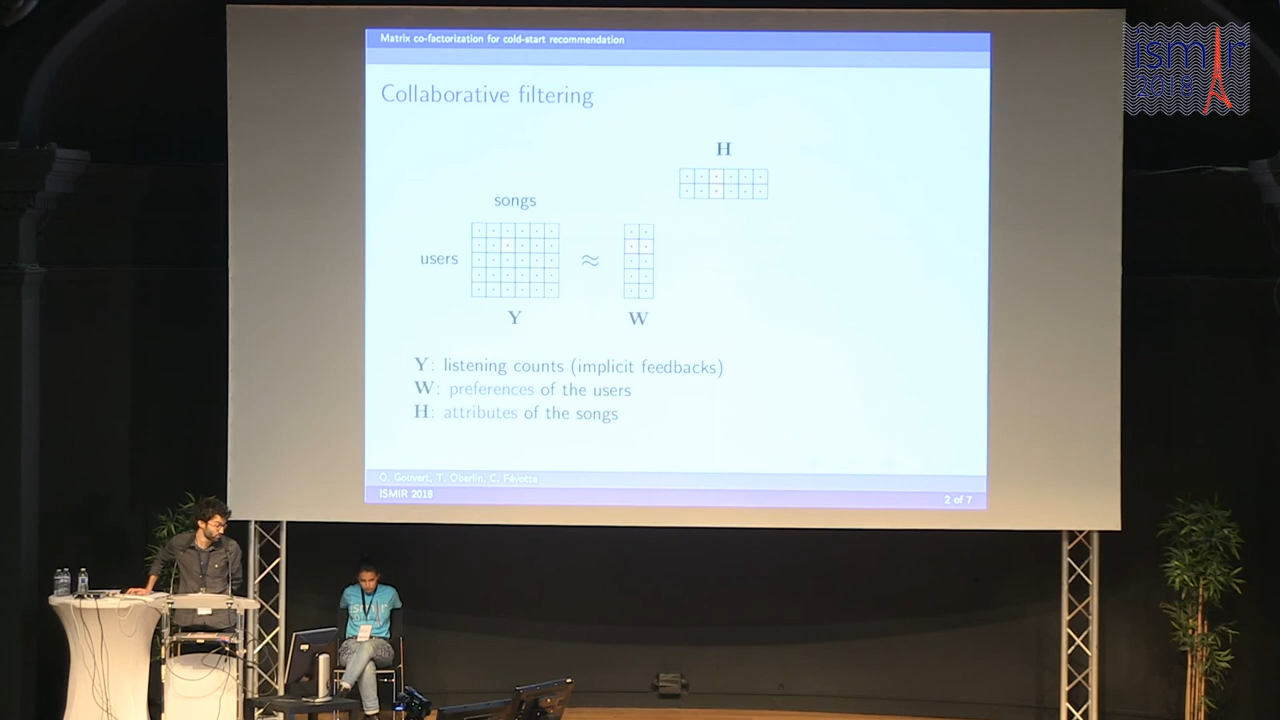 Matrix co-factorization for cold-start recommendation
Collaborative filtering
H
songs
users
≈
Y
W
Y: listening counts (implicit feedbacks)
W: preferences of the users
H: attributes of the songs
O. Gouvert, T. Oberlin, C. Févotte
ISMIR 2018
2 of 7
ismir
2018
ismir